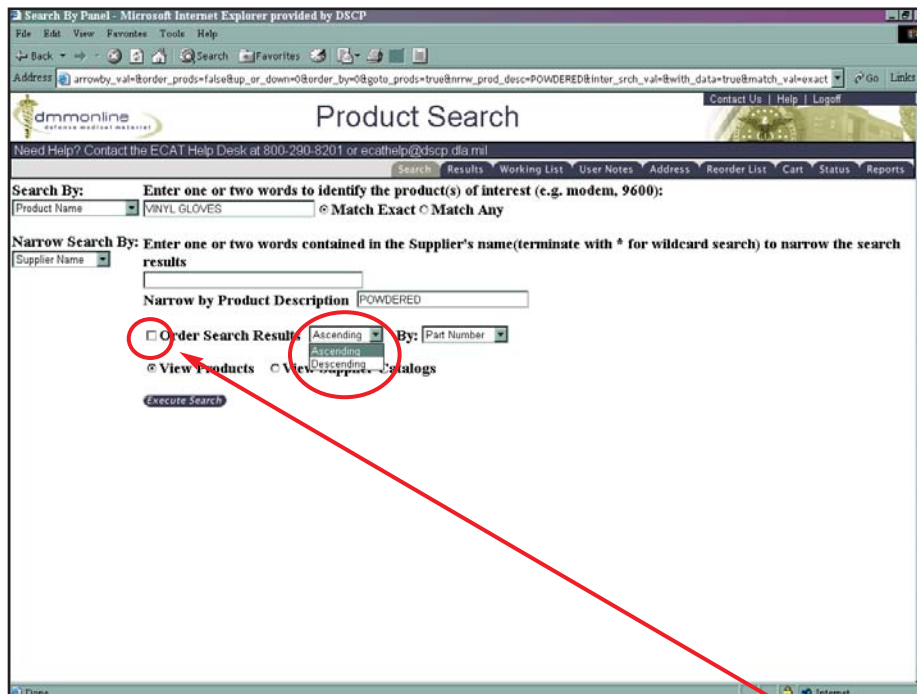 Search By Panel - Microsoft Internet Explorer provided by DSCP
File Edit View Favorites Tools Help
Back Search Favorites
Address arrowby_val=&order_prods=false&up_or_down=0&order_by=0&goto_prods=true&nrrw_prod_desc=POWDERED&inter_srch_val=&with_data=true&match_val=exact Go Links
Contact Us | Help | Logoff
dmmonline
defense medical materiel
Product Search
Need Help? Contact the ECAT Help Desk at 800-290-8201 or ecathelp@dscp.dla.mil
Search Results Working List User Notes Address Reorder List Cart Status Reports
Search By: Enter one or two words to identify the product(s) of interest (e.g. modem, 9600):
Product Name VINYL GLOVES Match Exact Match Any
Narrow Search By: Enter one or two words contained in the Supplier's name(terminate with * for wildcard search) to narrow the search
Supplier Name results
Narrow by Product Description POWDERED
Order Search Results Ascending By: Part Number
Ascending
Descending
View Products View Supplier Catalogs
Execute Search
Done Internet